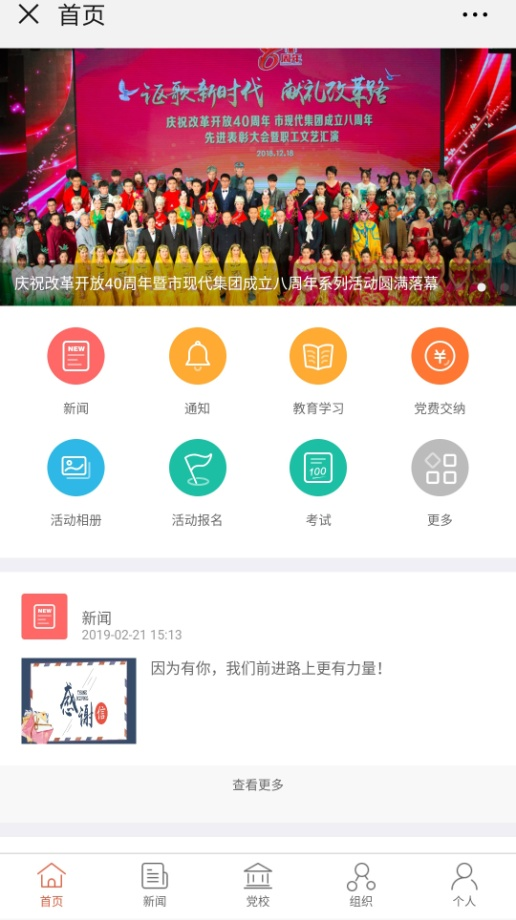 首页
讴歌新时代 献礼改革路
庆祝改革开放40周年 市现代集团成立八周年
先进表彰大会暨职工文艺汇演
2018.12.18
庆祝改革开放40周年暨市现代集团成立八周年系列活动圆满落幕
NEW
新闻
通知
教育学习
党费交纳
活动相册
活动报名
100
考试
更多
NEW
新闻
2019-02-21 15:13
感谢信
因为有你，我们前进路上更有力量！
查看更多
首页
新闻
党校
组织
个人